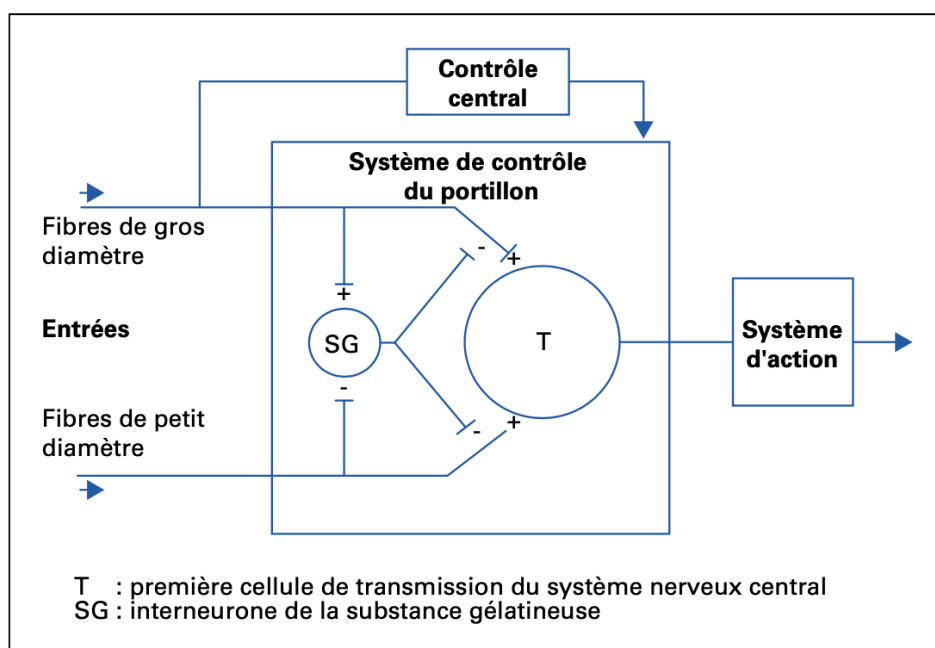 Contrôle
central
Système de contrôle
du portillon
Fibres de gros
diamètre
-
+
+
Entrées
SG
T
Système
d'action
-
Fibres de petit
diamètre
+
-
T : première cellule de transmission du système nerveux central
SG : interneurone de la substance gélatineuse